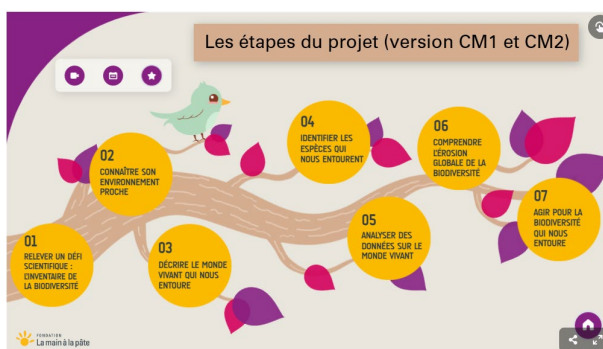 Les étapes du projet (version CM1 et CM2)
01
RELEVER UN DÉFI
SCIENTIFIQUE :
L'INVENTAIRE DE
LA BIODIVERSITÉ
02
CONNAÎTRE SON
ENVIRONNEMENT
PROCHE
03
DÉCRIRE LE MONDE
VIVANT QUI NOUS
ENTOURE
04
IDENTIFIER LES
ESPÈCES QUI
NOUS ENTOURENT
05
ANALYSER DES
DONNÉES SUR LE
MONDE VIVANT
06
COMPRENDRE
L'ÉROSION
GLOBALE DE LA
BIODIVERSITÉ
07
AGIR POUR LA
BIODIVERSITÉ
QUI NOUS
ENTOURE
FONDATION
La main à la pâte